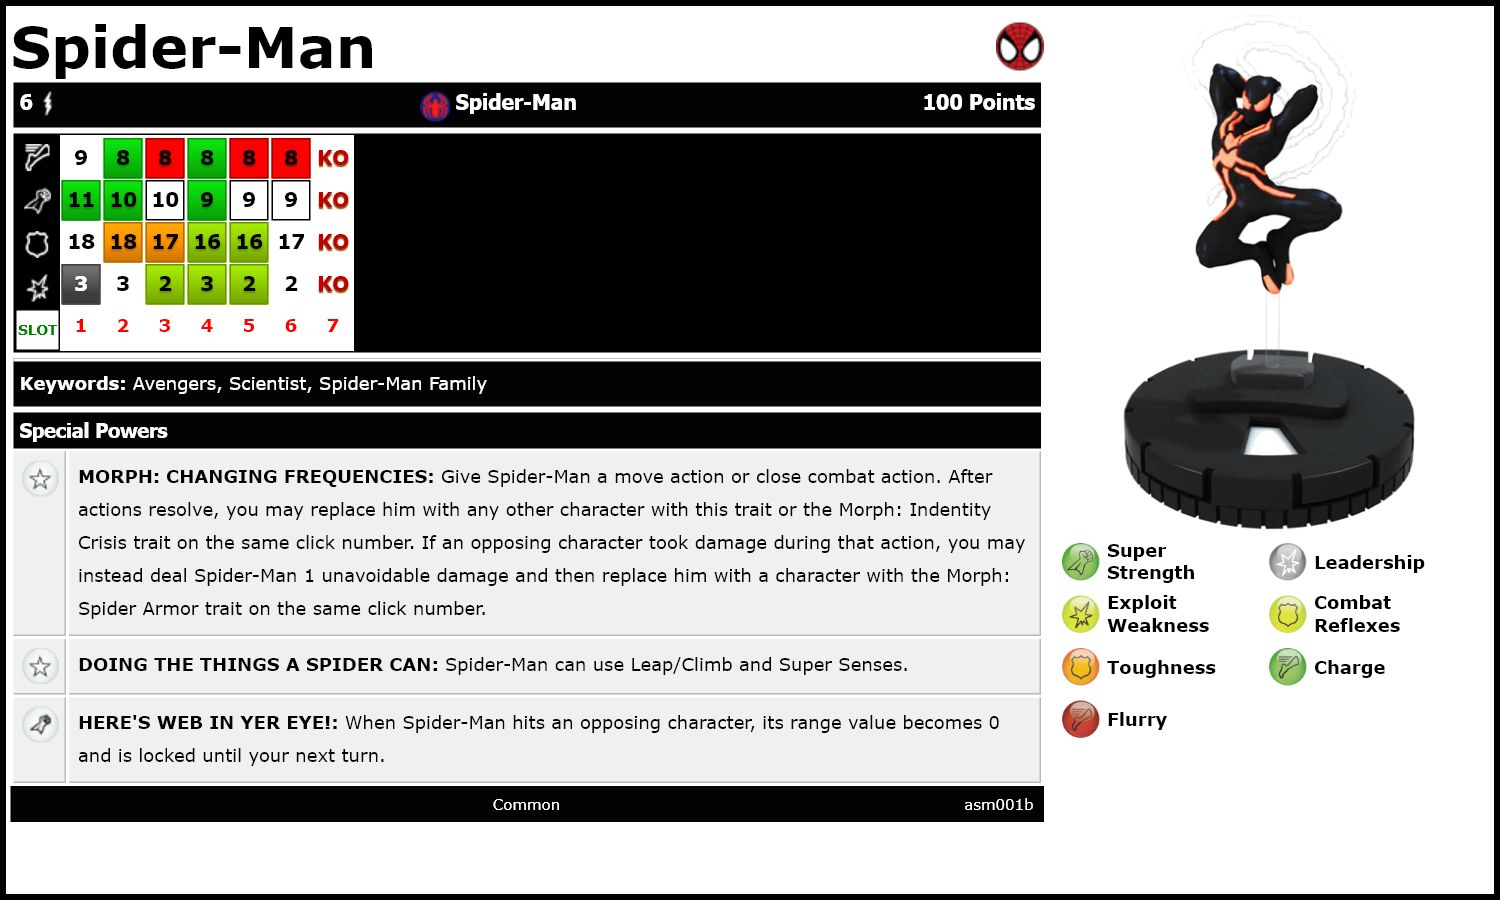 Spider-Man
6 Spider-Man 100 Points
9 8 8 8 8 8 KO
11 10 10 9 9 9 KO
18 18 17 16 16 17 KO
3 3 2 3 2 2 KO
SLOT 1 2 3 4 5 6 7
Keywords: Avengers, Scientist, Spider-Man Family
Special Powers
MORPH: CHANGING FREQUENCIES: Give Spider-Man a move action or close combat action. After
actions resolve, you may replace him with any other character with this trait or the Morph: Indentity
Crisis trait on the same click number. If an opposing character took damage during that action, you may
instead deal Spider-Man 1 unavoidable damage and then replace him with a character with the Morph:
Spider Armor trait on the same click number.
DOING THE THINGS A SPIDER CAN: Spider-Man can use Leap/Climb and Super Senses.
HERE'S WEB IN YER EYE!: When Spider-Man hits an opposing character, its range value becomes 0
and is locked until your next turn.
Common asm001b
Super
Strength
Leadership
Exploit
Weakness
Combat
Reflexes
Toughness
Charge
Flurry